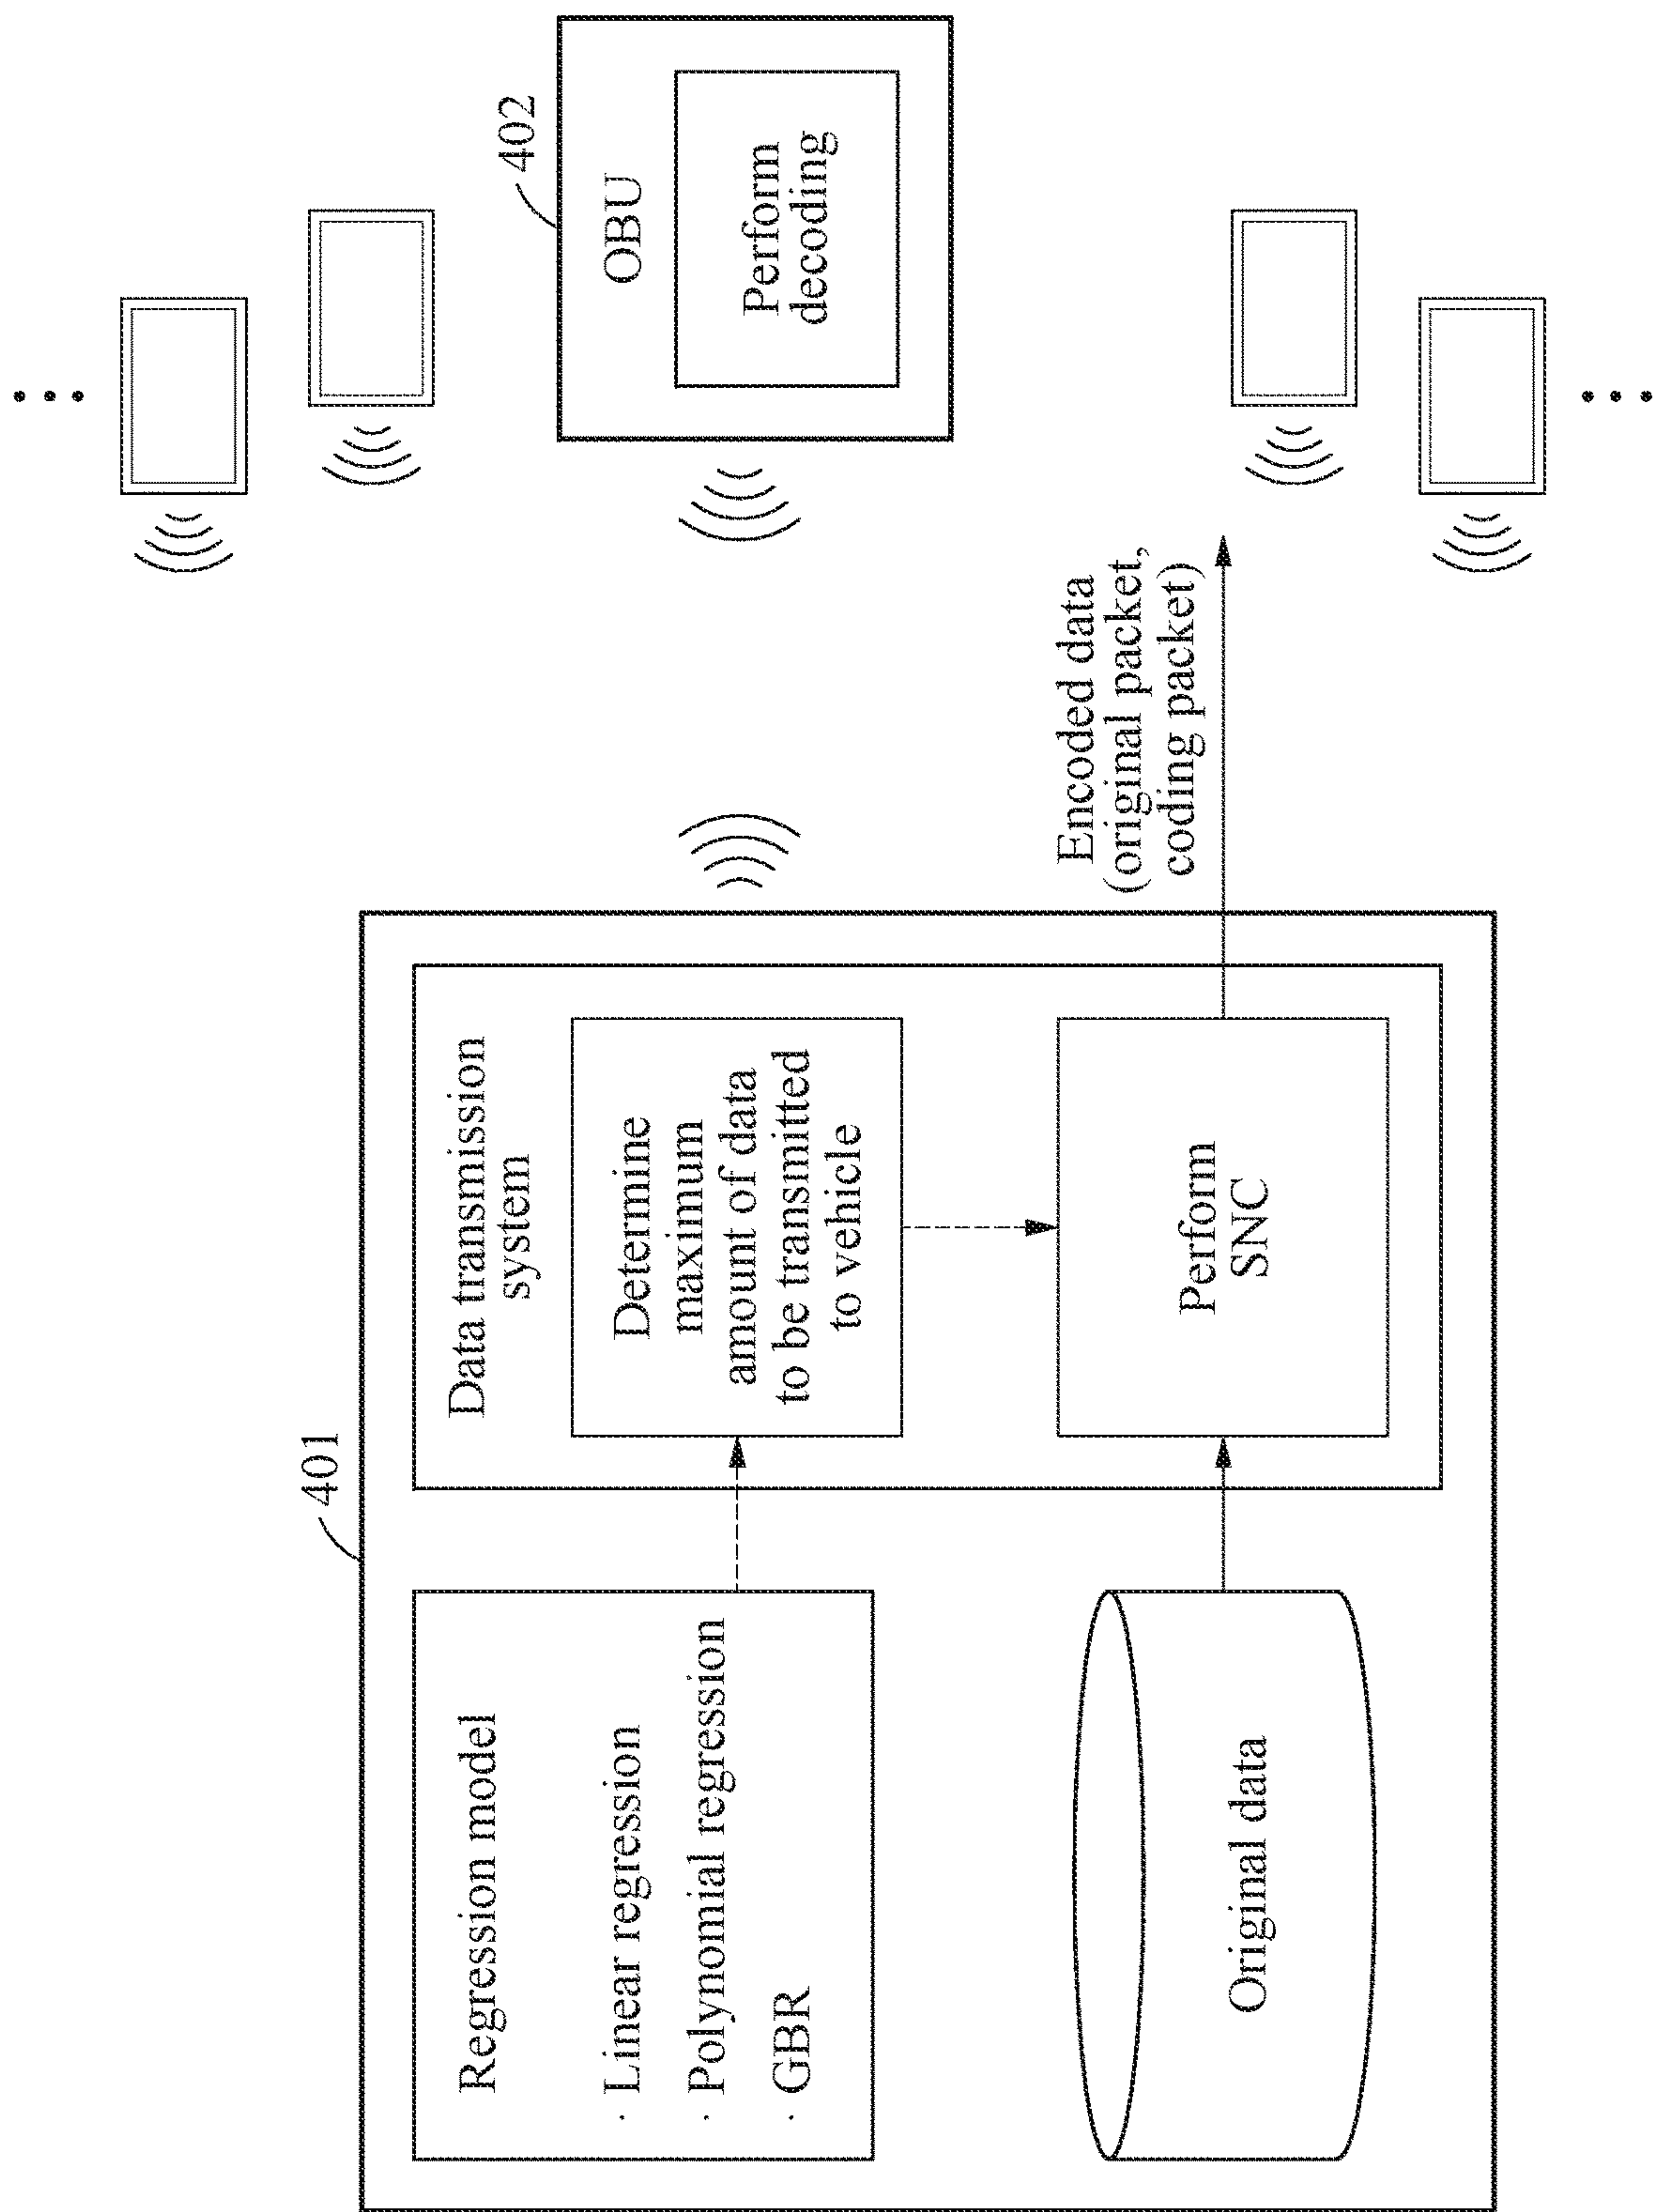 401
Regression model
· Linear regression
· Polynomial regression
· GBR
Original data
Data transmission
system
Determine
maximum
amount of data
to be transmitted
to vehicle
Perform
SNC
Encoded data
(original packet,
coding packet)
402
OBU
Perform
decoding